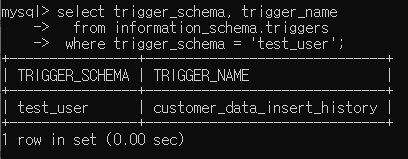 mysql> select trigger_schema, trigger_name
    ->   from information_schema.triggers
    ->  where trigger_schema = 'test_user';
+----------------+------------------------------+
| TRIGGER_SCHEMA | TRIGGER_NAME                 |
+----------------+------------------------------+
| test_user      | customer_data_insert_history |
+----------------+------------------------------+
1 row in set (0.00 sec)